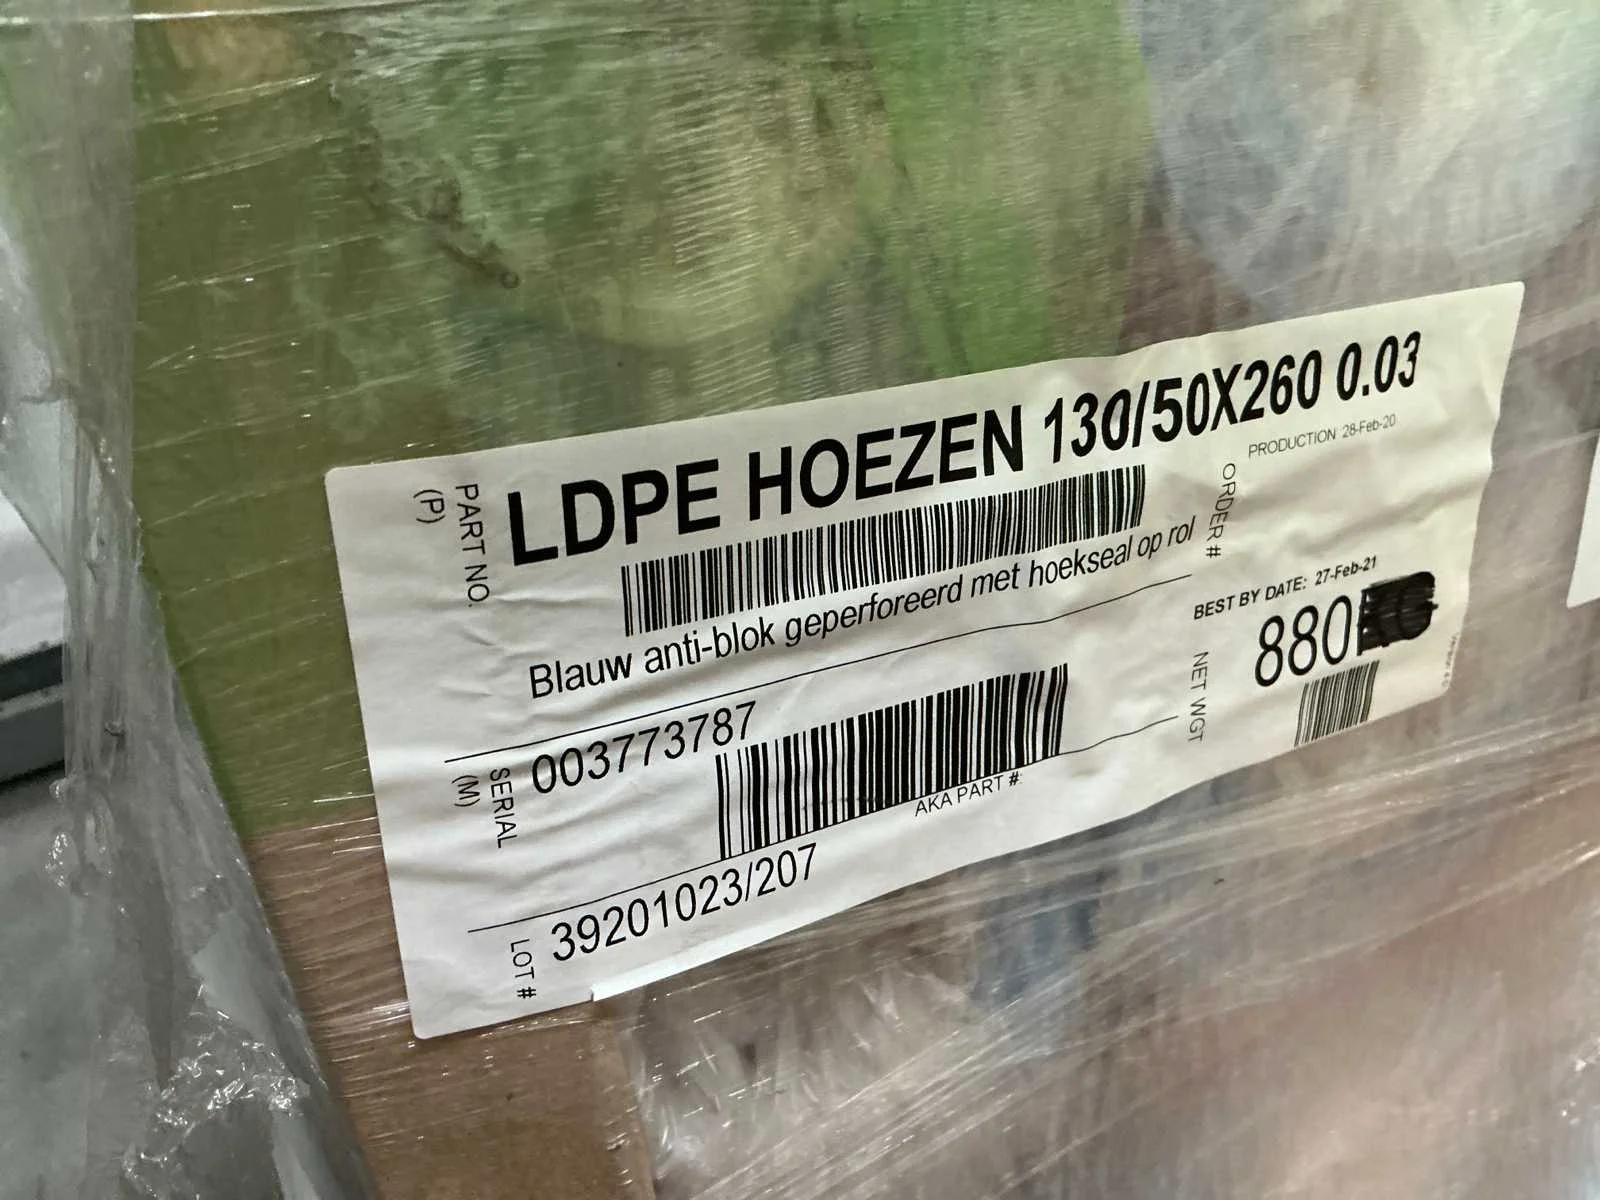 PART NO.
(P)
LDPE HOEZEN 130/50X260 0.03
PRODUCTION 28-Feb-20
Blauw anti-blok geperforeerd met hoekseal op rol
ORDER #
BEST BY DATE: 27-Feb-21
SERIAL
(M)
003773787
NET WGT
880
AKA PART #:
LOT #
39201023/207